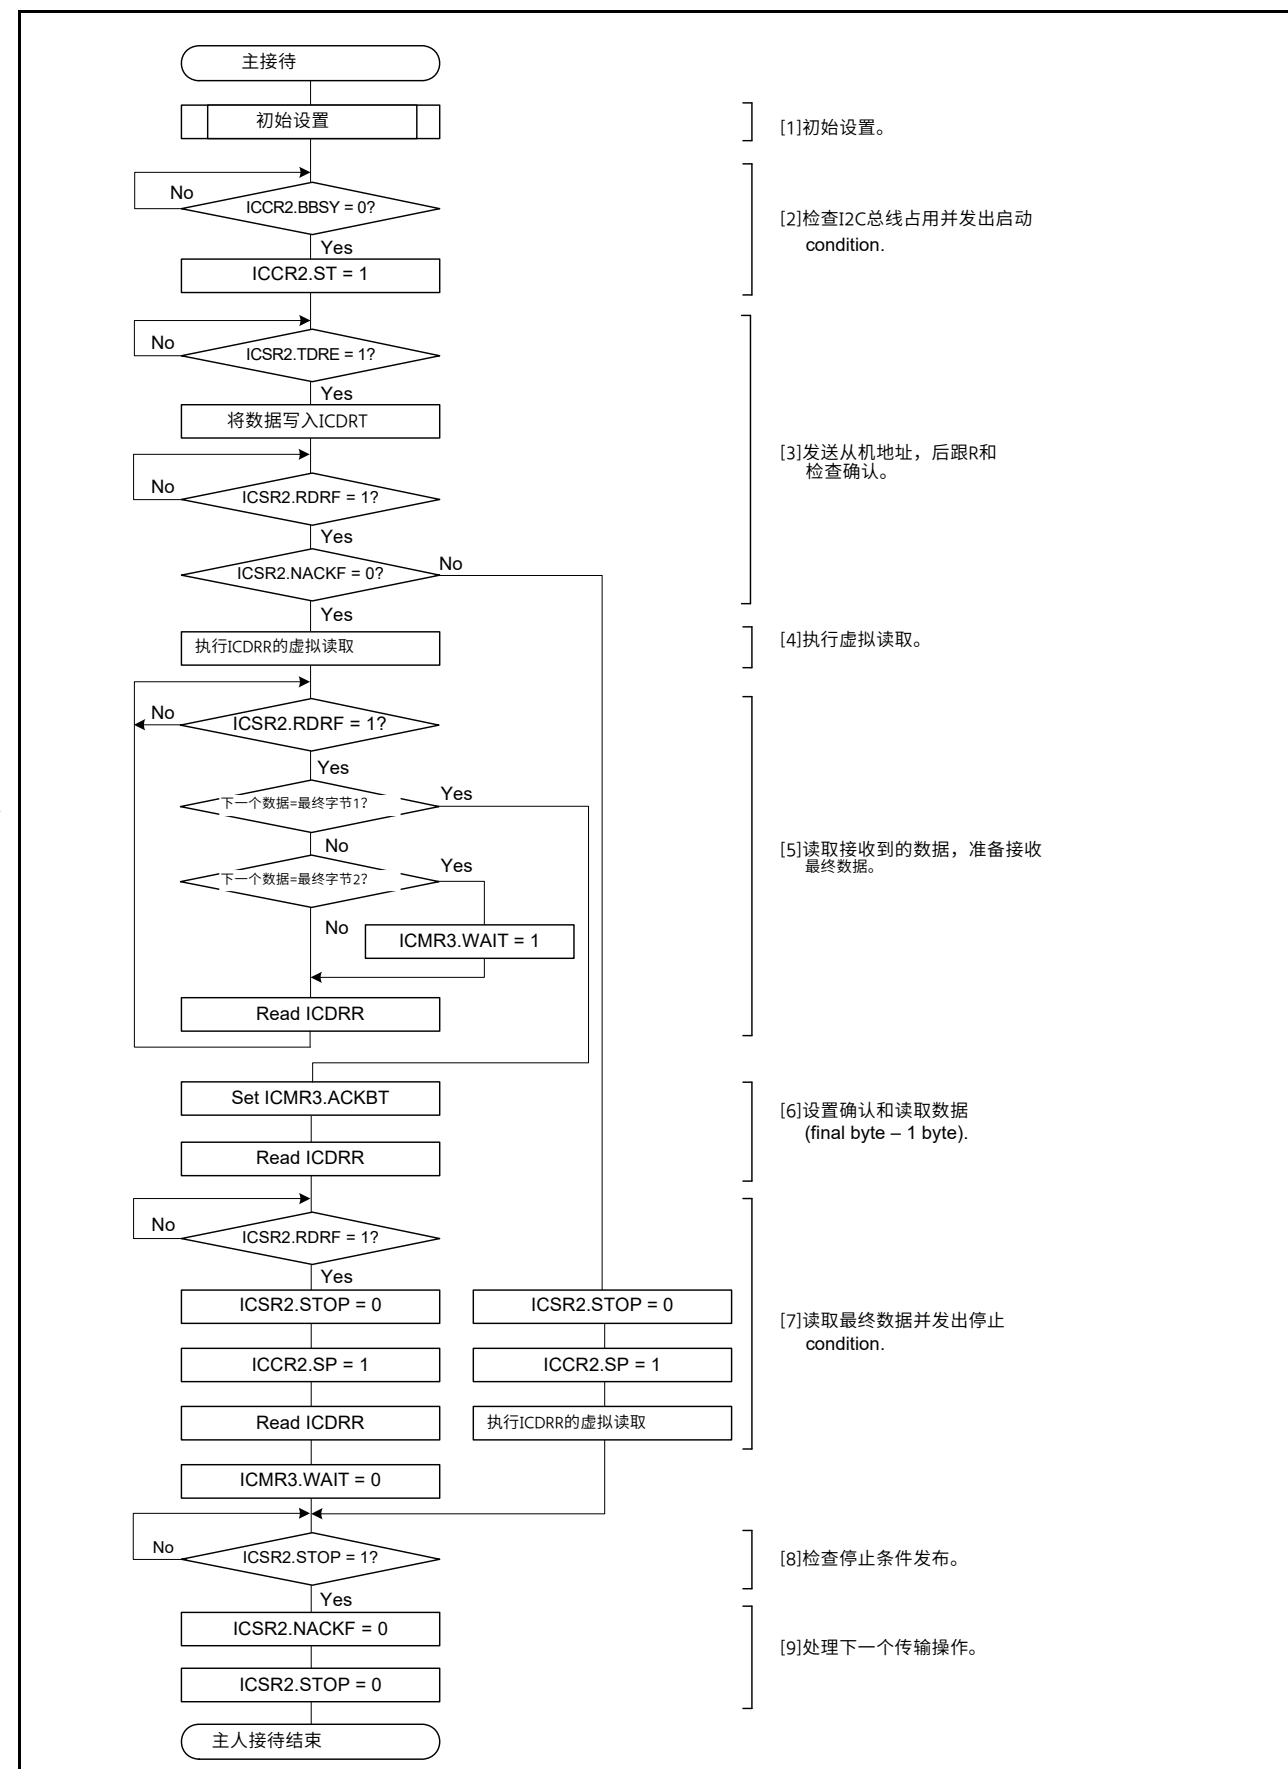 主接待
初始设置
[1]初始设置。
No
ICCR2.BBSY = 0?
Yes
[2]检查I2C总线占用并发出启动
condition.
ICCR2.ST = 1
No
ICSR2.TDRE = 1?
Yes
将数据写入ICDRT
[3]发送从机地址，后跟R和
检查确认。
No
ICSR2.RDRF = 1?
Yes
ICSR2.NACKF = 0?
No
Yes
执行ICDRR的虚拟读取
[4]执行虚拟读取。
No
ICSR2.RDRF = 1?
Yes
下一个数据=最终字节1?
Yes
No
下一个数据=最终字节2?
Yes
[5]读取接收到的数据，准备接收
最终数据。
No
ICMR3.WAIT = 1
Read ICDRR
Set ICMR3.ACKBT
[6]设置确认和读取数据
(final byte – 1 byte).
Read ICDRR
No
ICSR2.RDRF = 1?
Yes
ICSR2.STOP = 0
ICSR2.STOP = 0
[7]读取最终数据并发出停止
condition.
ICCR2.SP = 1
ICCR2.SP = 1
Read ICDRR
执行ICDRR的虚拟读取
ICMR3.WAIT = 0
No
ICSR2.STOP = 1?
[8]检查停止条件发布。
Yes
ICSR2.NACKF = 0
[9]处理下一个传输操作。
ICSR2.STOP = 0
主人接待结束